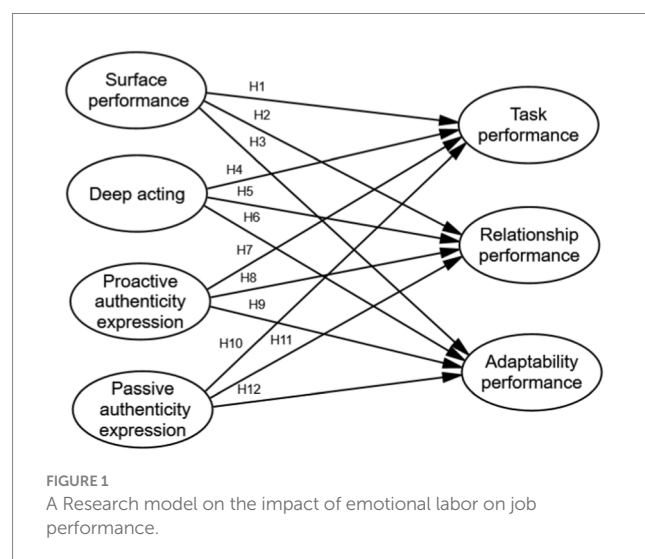 Surface
performance
H1
H2
H3
Task
performance
Deep acting
H4
H5
H6
Relationship
performance
Proactive
authenticity
expression
H7
H8
H9
Adaptability
performance
Passive
authenticity
expression
H10
H11
H12
FIGURE 1
A Research model on the impact of emotional labor on job
performance.